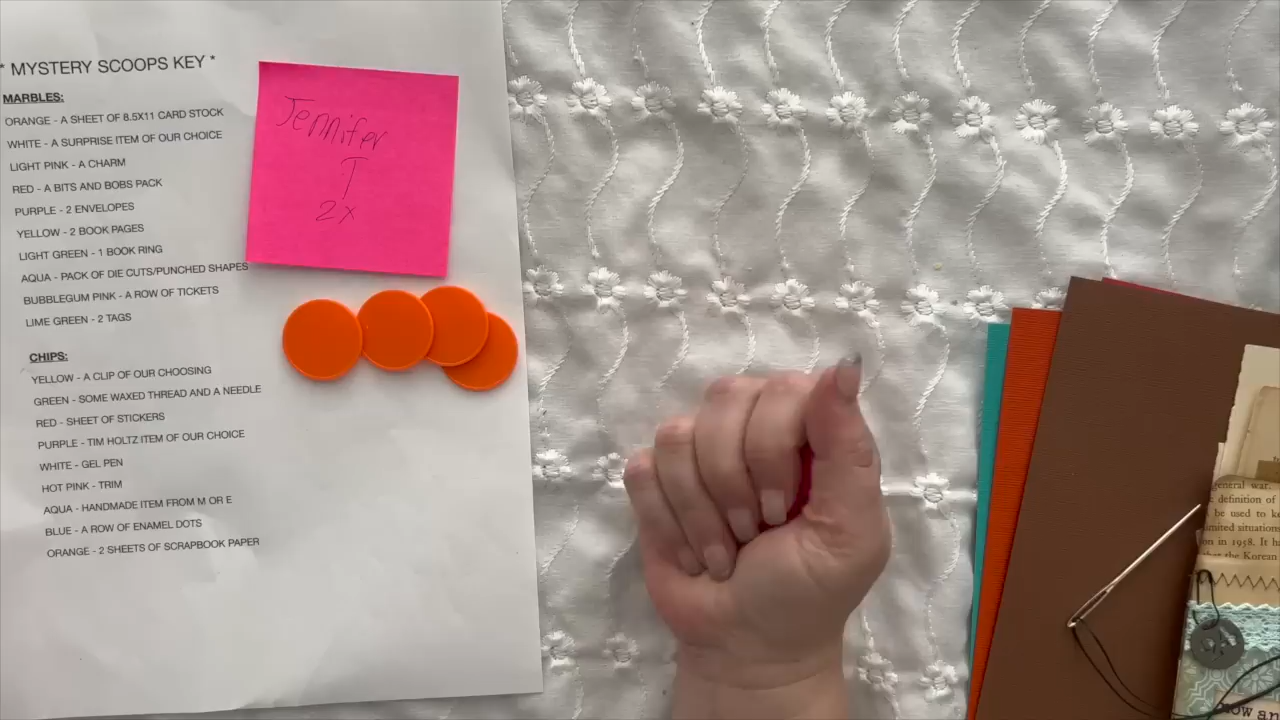 * MYSTERY SCOOPS KEY *
MARBLES:
ORANGE - A SHEET OF 8.5X11 CARD STOCK
WHITE - A SURPRISE ITEM OF OUR CHOICE
LIGHT PINK - A CHARM
RED - A BITS AND BOBS PACK
PURPLE - 2 ENVELOPES
YELLOW - 2 BOOK PAGES
LIGHT GREEN - 1 BOOK RING
AQUA - PACK OF DIE CUTS/PUNCHED SHAPES
BUBBLEGUM PINK - A ROW OF TICKETS
LIME GREEN - 2 TAGS
CHIPS:
YELLOW - A CLIP OF OUR CHOOSING
GREEN - SOME WAXED THREAD AND A NEEDLE
RED - SHEET OF STICKERS
PURPLE - TIM HOLTZ ITEM OF OUR CHOICE
WHITE - GEL PEN
HOT PINK - TRIM
AQUA - HANDMADE ITEM FROM M OR E
BLUE - A ROW OF ENAMEL DOTS
ORANGE - 2 SHEETS OF SCRAPBOOK PAPER
Jennifer
T
2x
general war.
definition of
be used to
situations
on in 1958. It
the Korean